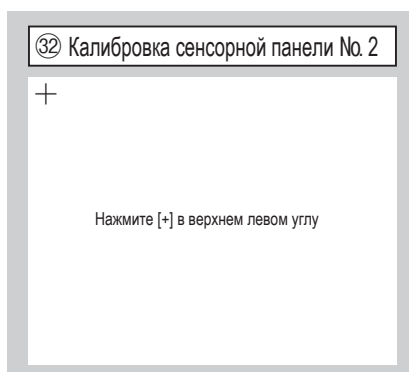 ㉜ Калибровка сенсорной панели No. 2
+
Нажмите [+] в верхнем левом углу